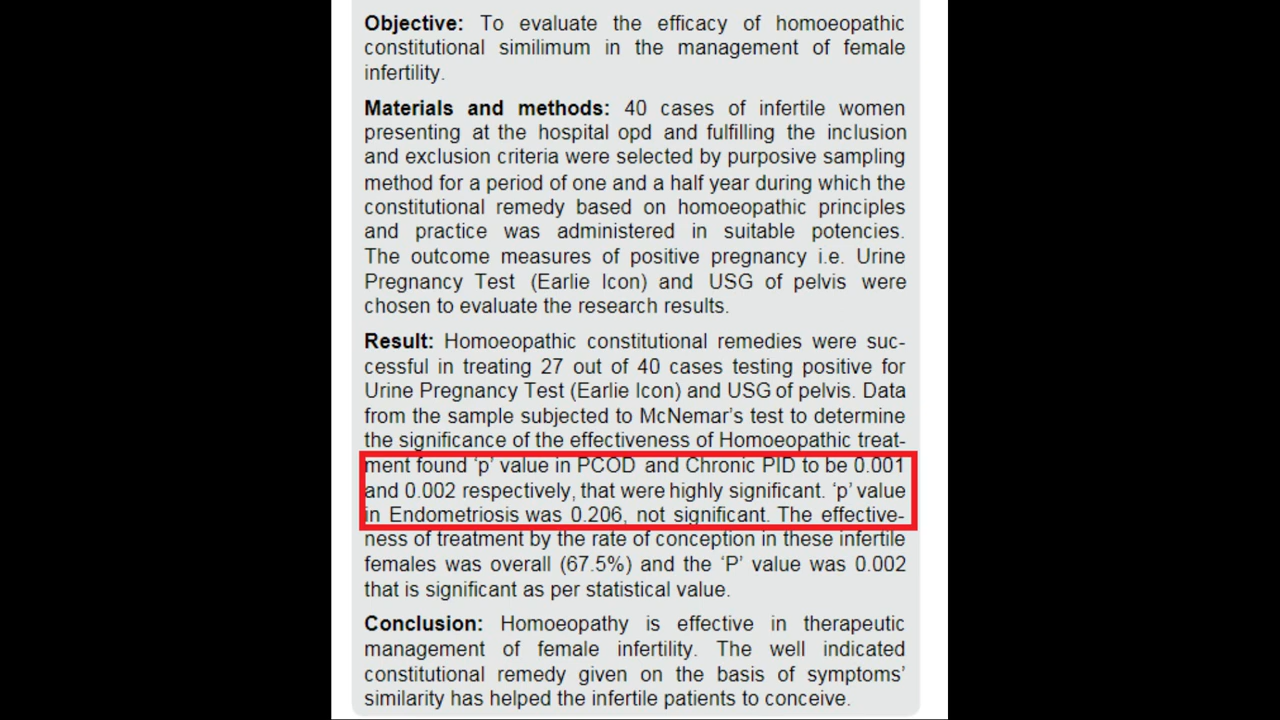 Objective: To evaluate the efficacy of homoeopathic
constitutional similimum in the management of female
infertility.
Materials and methods: 40 cases of infertile women
presenting at the hospital opd and fulfilling the inclusion
and exclusion criteria were selected by purposive sampling
method for a period of one and a half year during which the
constitutional remedy based on homoeopathic principles
and practice was administered in suitable potencies.
The outcome measures of positive pregnancy i.e. Urine
Pregnancy Test (Earlie Icon) and USG of pelvis were
chosen to evaluate the research results.
Result: Homoeopathic constitutional remedies were suc-
cessful in treating 27 out of 40 cases testing positive for
Urine Pregnancy Test (Earlie Icon) and USG of pelvis. Data
from the sample subjected to McNemar's test to determine
the significance of the effectiveness of Homoeopathic treat-
ment found 'p' value in PCOD and Chronic PID to be 0.001
and 0.002 respectively, that were highly significant. 'p' value
in Endometriosis was 0.206, not significant. The effective-
ness of treatment by the rate of conception in these infertile
females was overall (67.5%) and the 'P' value was 0.002
that is significant as per statistical value.
Conclusion: Homoeopathy is effective in therapeutic
management of female infertility. The well indicated
constitutional remedy given on the basis of symptoms'
similarity has helped the infertile patients to conceive.